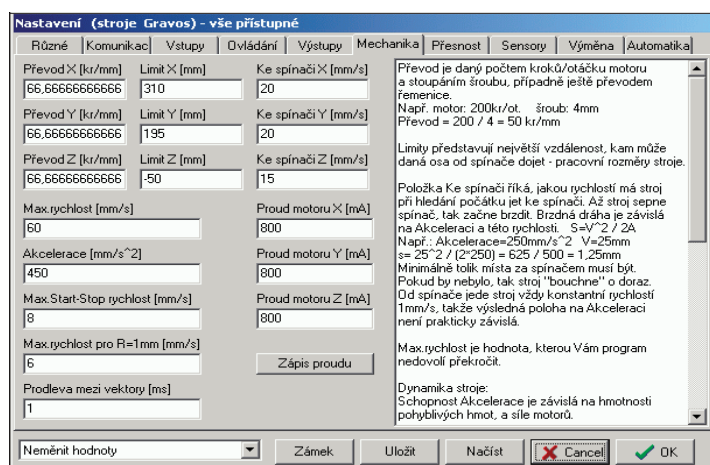 Nastavení (stroje Gravos) - vše přístupné
Různé Komunikac Vstupy Ovládání Výstupy Mechanika Přesnost Sensory Výměna Automatika
Převod X [kr/mm] Limit X [mm] Ke spínači X [mm/s]
66,66666666666 310 20
Převod Y [kr/mm] Limit Y [mm] Ke spínači Y [mm/s]
66,66666666666 195 20
Převod Z [kr/mm] Limit Z [mm] Ke spínači Z [mm/s]
66,66666666666 -50 15
Max.rychlost [mm/s] Proud motoru X [mA]
60 800
Akcelerace [mm/s^2] Proud motoru Y [mA]
450 800
Max.Start-Stop rychlost [mm/s] Proud motoru Z [mA]
8 800
Max.rychlost pro R=1mm [mm/s]
6 Zápis proudu
Prodleva mezi vektory [ms]
1
Převod je daný počtem kroků/otáčku motoru
a stoupáním šroubu, případně ještě převodem
řemenice.
Např. motor: 200kr/ot. šroub: 4mm
Převod = 200 / 4 = 50 kr/mm
Limity představují největší vzdálenost, kam může
daná osa od spínače dojet - pracovní rozměry stroje.
Položka Ke spínači říká, jakou rychlostí má stroj
při hledání počátku jet ke spínači. Až stroj sepne
spínač, tak začne brzdit. Brzdná dráha je závislá
na Akceleraci a této rychlosti. S=V^2 / 2A
Např.: Akcelerace=250mm/s^2 V=25mm
s= 25^2 / (2*250) = 625 / 500 = 1,25mm
Minimálně tolik místa za spínačem musí být.
Pokud by nebylo, tak stroj "bouchne" o doraz.
Od spínače jede stroj vždy konstantní rychlostí
1mm/s, takže výsledná poloha na Akceleraci
není prakticky závislá.
Max.rychlost je hodnota, kterou Vám program
nedovolí překročit.
Dynamika stroje:
Schopnost Akcelerace je závislá na hmotnosti
pohyblivých hmot, a síle motorů.
Neměnit hodnoty Zámek Uložit Načíst Cancel OK